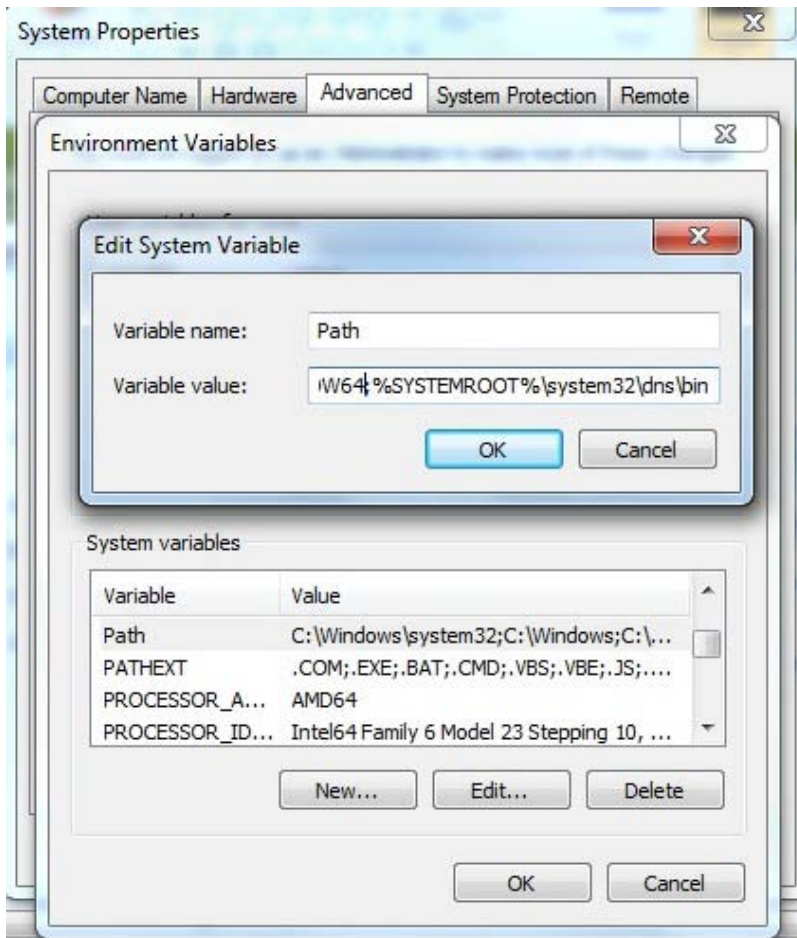 System Properties
Computer Name Hardware Advanced System Protection Remote
Environment Variables
Edit System Variable
Variable name: Path
Variable value: W64; %SYSTEMROOT%\system32\dns\bin
OK Cancel
System variables
Variable Value
Path C:\Windows\system32;C:\Windows;C:\...
PATHEXT .COM;.EXE;.BAT;.CMD;.VBS;.VBE;.JS;....
PROCESSOR_A... AMD64
PROCESSOR_ID... Intel64 Family 6 Model 23 Stepping 10, ...
New... Edit... Delete
OK Cancel